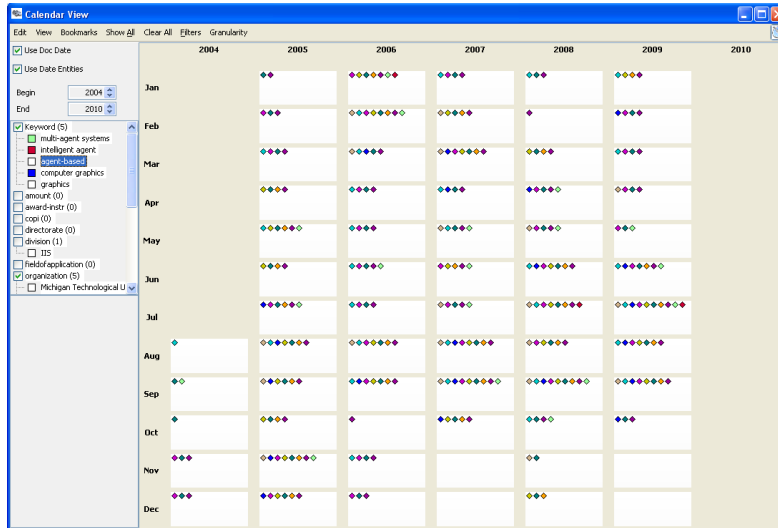 Calendar View
Edit View Bookmarks Show All Clear All Filters Granularity
Use Doc Date
Use Date Entities
Begin 2004
End 2010
Keyword (5)
multi-agent systems
intelligent agent
agent-based
computer graphics
graphics
amount (0)
award-instr (0)
copi (0)
directorate (0)
division (1)
IIS
fieldofapplication (0)
organization (5)
Michigan Technological U
2004 2005 2006 2007 2008 2009 2010
Jan
Feb
Mar
Apr
May
Jun
Jul
Aug
Sep
Oct
Nov
Dec